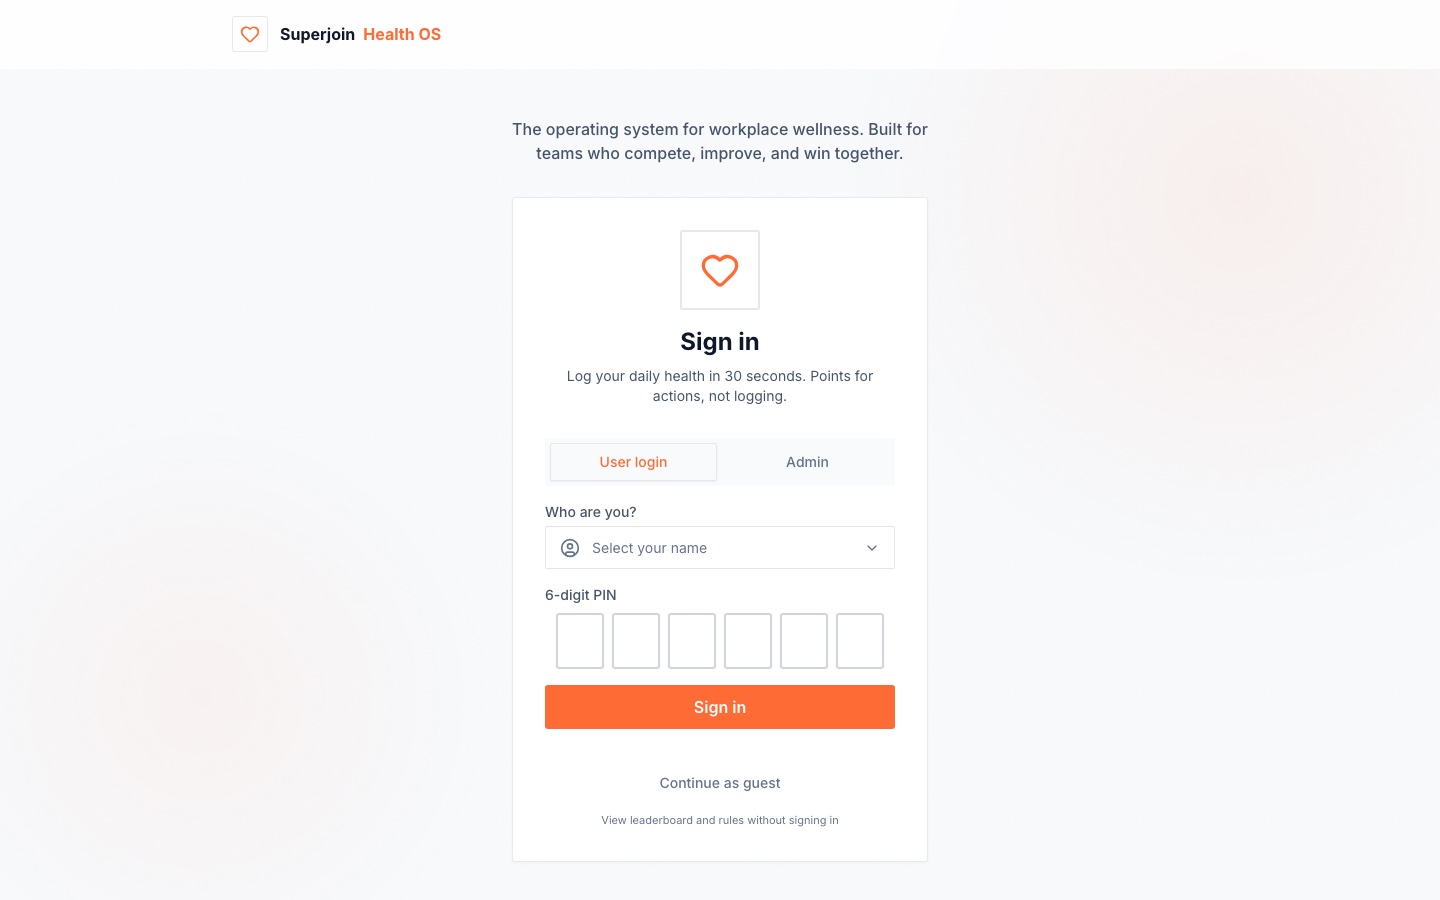 Superjoin Health OS
The operating system for workplace wellness. Built for
teams who compete, improve, and win together.
Sign in
Log your daily health in 30 seconds. Points for
actions, not logging.
User login
Admin
Who are you?
Select your name
6-digit PIN
Sign in
Continue as guest
View leaderboard and rules without signing in